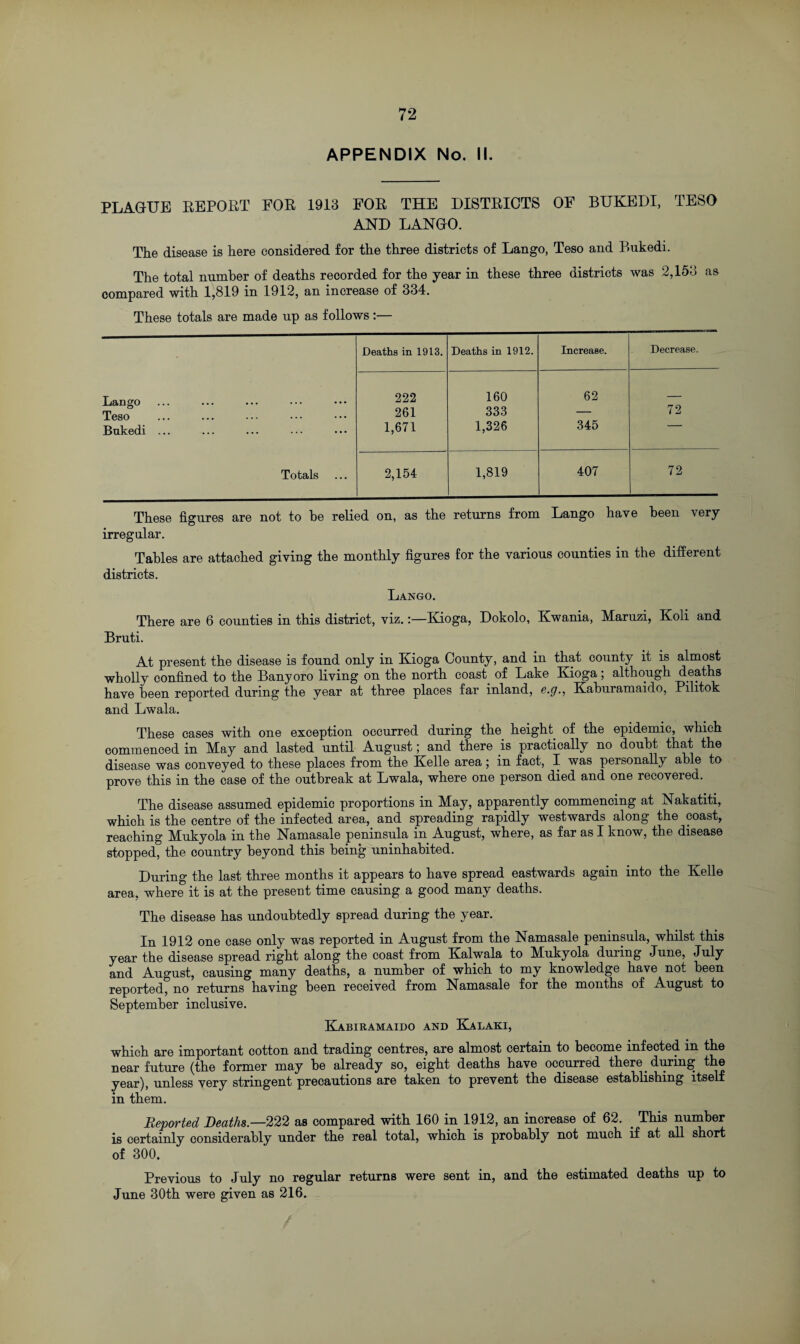 72
APPENDIX No. II.
PLAGUE REPORT FOR 1913 FOR THE DISTRICTS OF BUKEDI, TESO
AND LANGO.
The disease is here considered for the three districts of Lango, Teso and Bukedi.
The total number of deaths recorded for the year in these three districts was 2,153 as
compared with 1,819 in 1912, an increase of 334.
These totals are made up as follows :—
Deaths in 1913. Deaths in 1912. Increase. Decrease.
Lango ... ... ... ... ... 222 160 62 —
Teso ... ... ... ... ... 261 333 — 72
Bukedi ... ... ... ... ... 1,671 1,326 345 —
Totals ... 2,154 1,819 407 72
These figures are not to be relied on, as the returns from Lango have been very
irregular.
Tables are attached giving the monthly figures for the various counties in the different
districts.
LANGO.
There are 6 counties in this district, viz. :—Kioga, Dokolo, Kwania, Maruzi, Koli and
Bruti.
At present the disease is found only in Kioga County, and in that county it is almost
wholly confined to the Banyoro living on the north coast of Lake Kioga; although deaths
have been reported during the year at three places far inland, e.g., Kaburamaido, Pilitok
and Lwala.
These cases with one exception occurred during the height of the epidemic, which
commenced in May and lasted until August; and there is practically no doubt that the
disease was conveyed to these places from the Kelle area; in fact, I was personally able to
prove this in the case of the outbreak at Lwala, where one person died and one recovered.
The disease assumed epidemic proportions in May, apparently commencing at Nakatiti,
which is the centre of the infected area, and spreading rapidly westwards along the coast,
reaching Mukyola in the Namasale peninsula in August, where, as far as I know, the disease
stopped, the country beyond this being uninhabited.
During the last three months it appears to have spread eastwards again into the Kelle
area, where it is at the present time causing a good many deaths.
The disease has undoubtedly spread during the year.
In 1912 one case only was reported in August from the Namasale peninsula, whilst this
year the disease spread right along the coast from Kalwala to Mukyola during June, July
and August, causing many deaths, a number of which to my knowledge have not been
reported, no returns having been received from Namasale for the months of August to
September inclusive.
KABIRAMAIDO AND KALAKI,
which are important cotton and trading centres, are almost certain to become infected in the
near future (the former may be already so, eight deaths have occurred there during the
year), unless very stringent precautions are taken to prevent the disease establishing itself
in them.
Reported Deaths.—222 as compared with 160 in 1912, an increase of 62. This number
is certainly considerably under the real total, which is probably not much if at all short
of 300.
Previous to July no regular returns were sent in, and the estimated deaths up to
June 30th were given as 216.